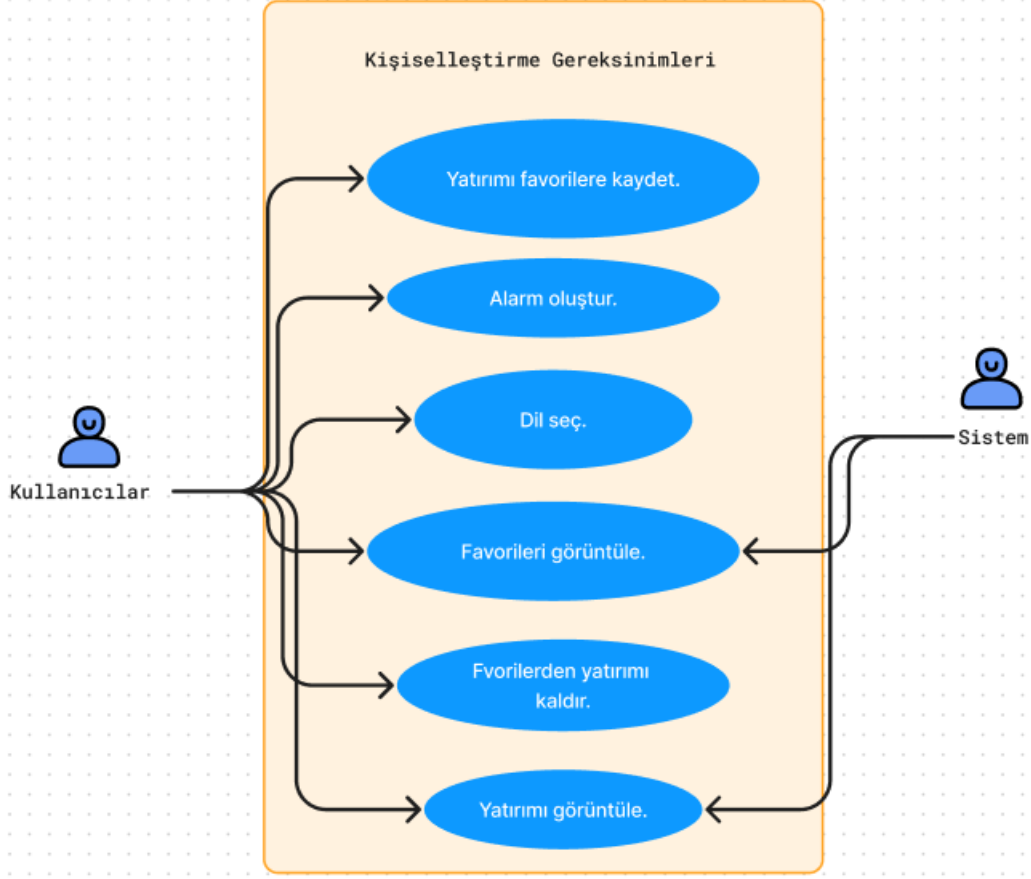 Kişiselleştirme Gereksinimleri
Yatırımı favorilere kaydet.
Alarm oluştur.
Dil seç.
Sistem
Kullanıcılar
Favorileri görüntüle.
Fvorilerden yatırımı
kaldır.
Yatırımı görüntüle.